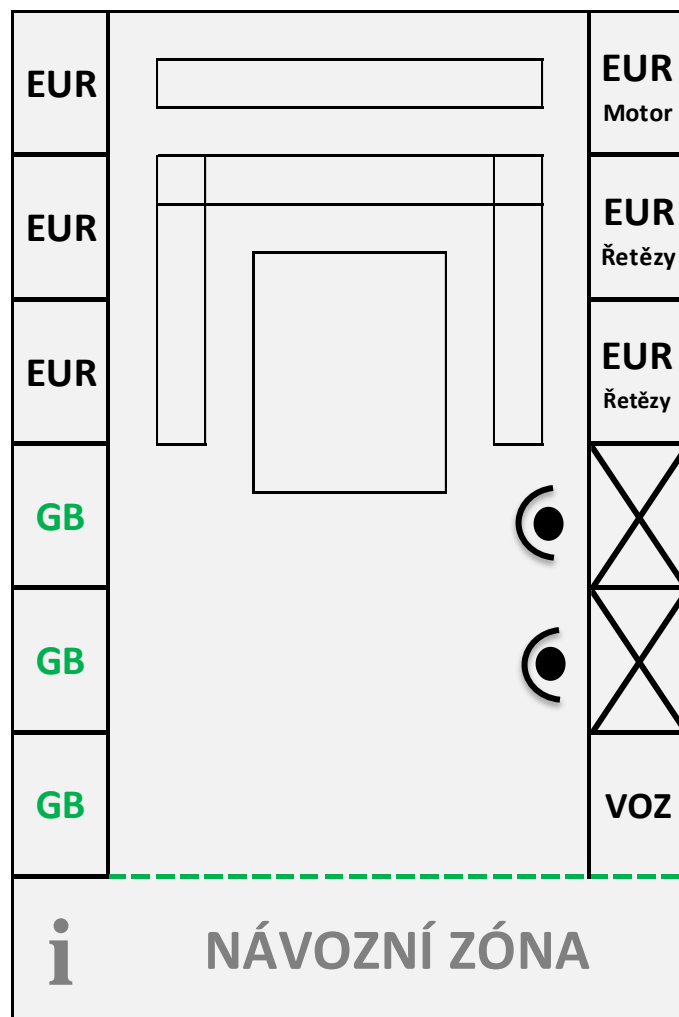 EUR
EUR
Motor
EUR
EUR
Řetězy
EUR
EUR
Řetězy
GB
GB
GB
VOZ
i NÁVOZNÍ ZÓNA